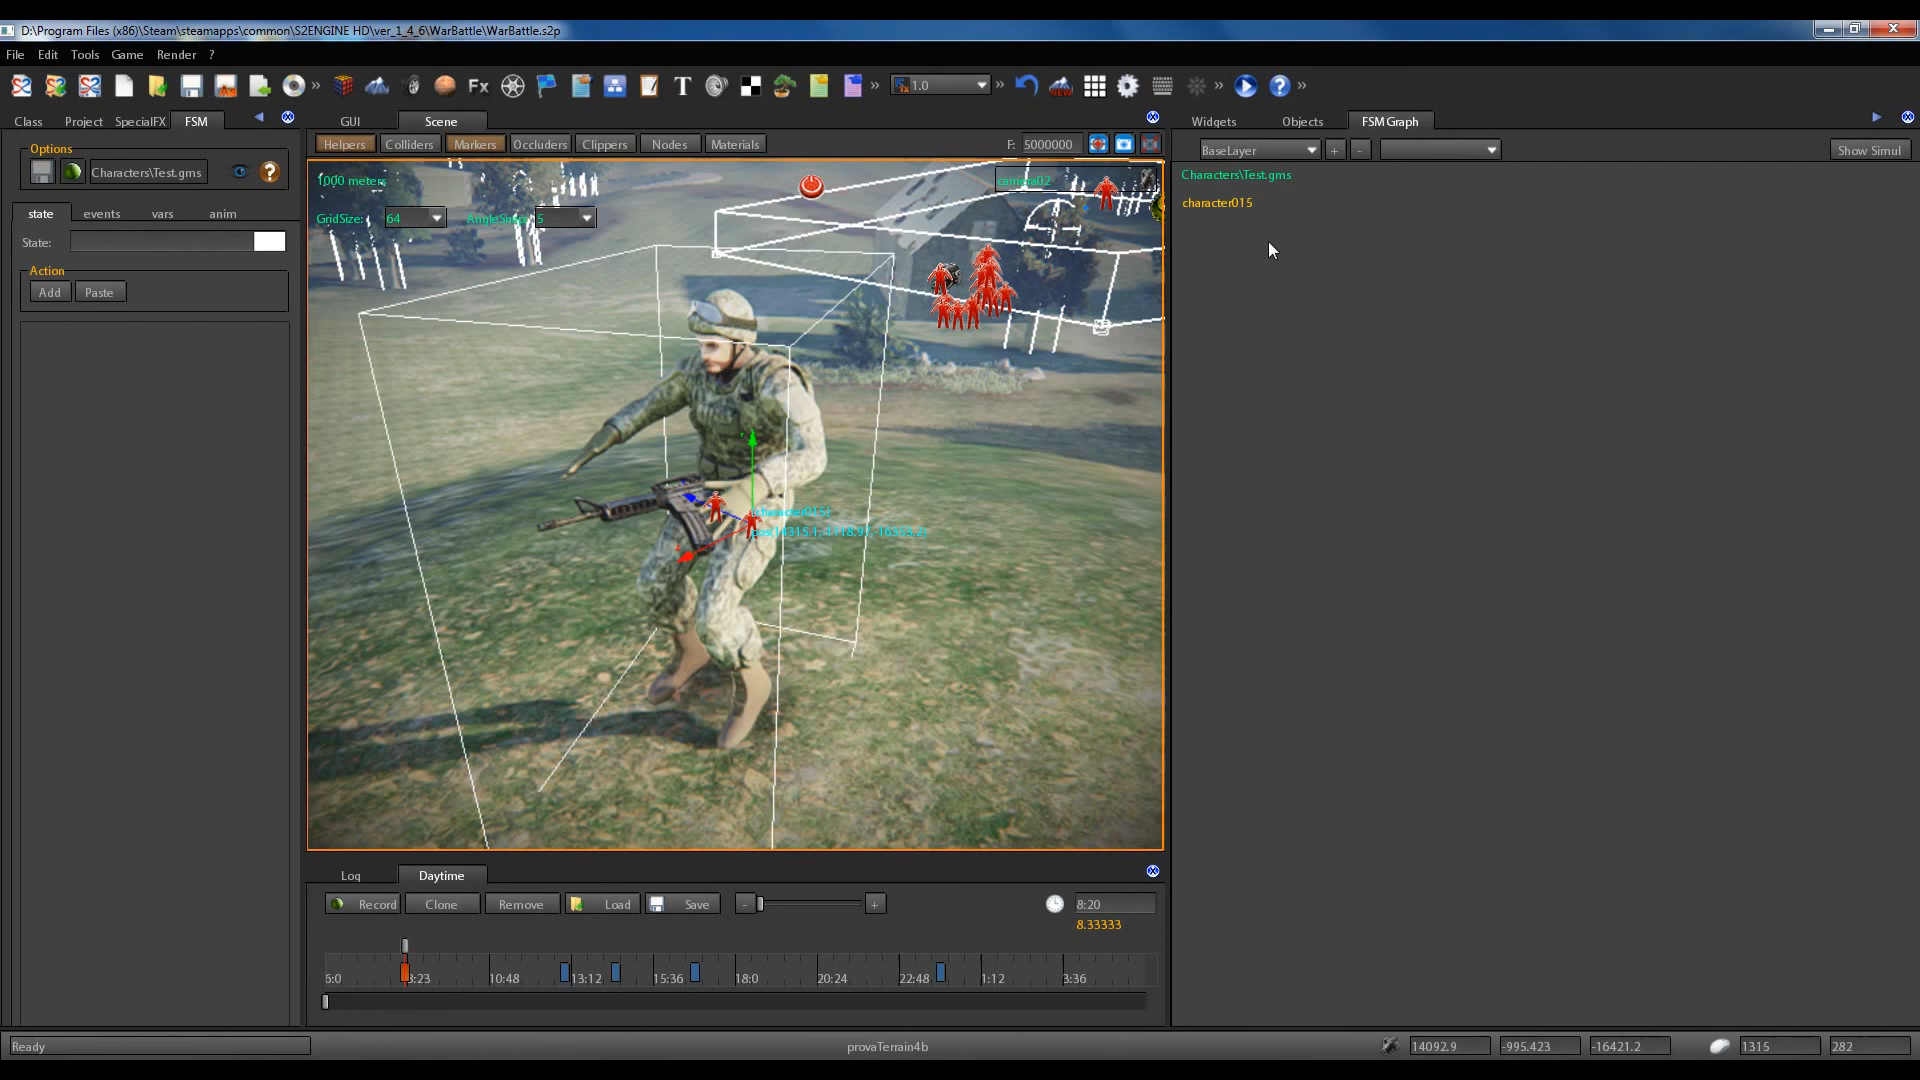 D:\Program Files (x86)\Steam\steamapps\common\S2ENGINE HD\ver_1_4_6\WarBattle\WarBattle.s2p
File Edit Tools Game Render ?
Fx T 1.0 NEW
Class Project SpecialFX FSM
GUI Scene
Widgets Objects FSM Graph
Helpers Colliders Markers Occluders Clippers Nodes Materials F: 5000000
BaseLayer + - Show Simul
Options
Characters\Test.gms
state events vars anim
State:
Action
Add Paste
1000 meters
camera02
GridSize: 64 AngleSnap: 5
[character015]
Characters\Test.gms
character015
Log Daytime
Record Clone Remove Load Save - + 8:20
8.33333
6:0 8:23 10:48 13:12 15:36 18:0 20:24 22:48 1:12 3:36
Ready provaTerrain4b 14092.9 -995.423 -16421.2 1315 282